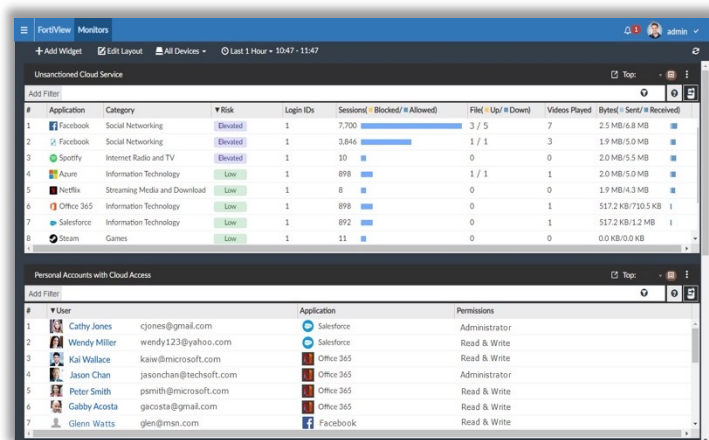 FortiView Monitors 1 admin
Add Widget Edit Layout All Devices Last 1 Hour 10:47 - 11:47
Unsanctioned Cloud Service Top:
Add Filter
# Application Category ▼Risk Login IDs Sessions( Blocked/ Allowed) File( Up/ Down) Videos Played Bytes( Sent/ Received)
1 Facebook Social Networking Elevated 1 7,700 3 / 5 7 2.5 MB/6.8 MB
2 Facebook Social Networking Elevated 1 3,846 1 / 1 3 1.9 MB/5.0 MB
3 Spotify Internet Radio and TV Elevated 1 10 0 0 2.0 MB/5.5 MB
4 Azure Information Technology Low 1 898 1 / 1 1 2.0 MB/5.0 MB
5 Netflix Streaming Media and Download Low 1 8 0 0 1.9 MB/4.3 MB
6 Office 365 Information Technology Low 1 898 0 1 517.2 KB/710.5 KB
7 Salesforce Information Technology Low 1 892 0 1 517.2 KB/1.2 MB
8 Steam Games Low 1 11 0 0 0.0 KB/0.0 KB
Personal Accounts with Cloud Access Top:
Add Filter
# ▼User Application Permissions
1 Cathy Jones cjones@gmail.com Salesforce Administrator
2 Wendy Miller wendy123@yahoo.com Salesforce Read & Write
3 Kai Wallace kaiw@microsoft.com Office 365 Read & Write
4 Jason Chan jasonchan@techsoft.com Office 365 Administrator
5 Peter Smith psmith@microsoft.com Office 365 Read & Write
6 Gabby Acosta gacosta@gmail.com Office 365 Read & Write
7 Glenn Watts glen@msn.com Facebook Read & Write